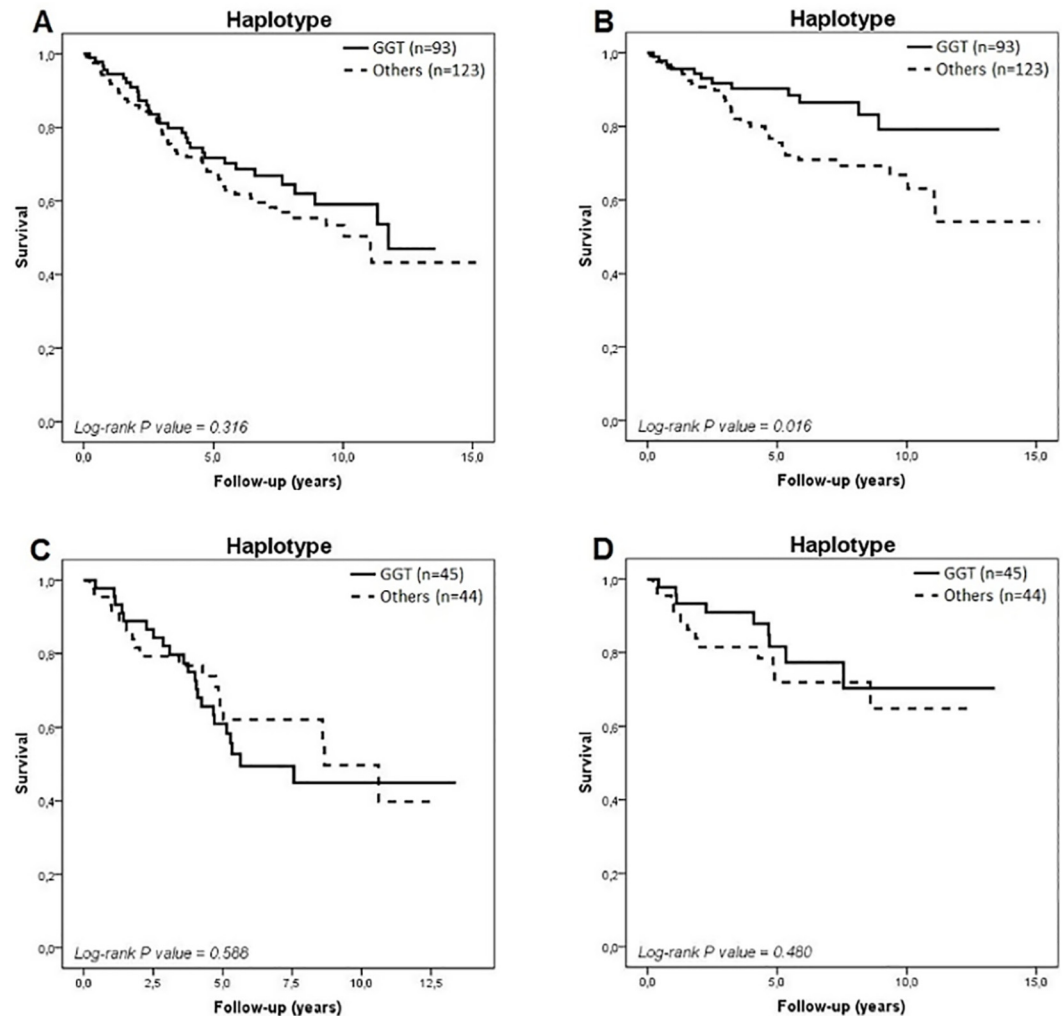 A
Haplotype
GGT (n=93)
Others (n=123)
1,0
0,8
0,6
0,4
0,2
0,0
Survival
Log-rank P value = 0.316
0,0 5,0 10,0 15,0
Follow-up (years)
B
Haplotype
GGT (n=93)
Others (n=123)
1,0
0,8
0,6
0,4
0,2
0,0
Survival
Log-rank P value = 0.016
0,0 5,0 10,0 15,0
Follow-up (years)
C
Haplotype
GGT (n=45)
Others (n=44)
1,0
0,8
0,6
0,4
0,2
0,0
Survival
Log-rank P value = 0.588
0,0 2,5 5,0 7,5 10,0 12,5
Follow-up (years)
D
Haplotype
GGT (n=45)
Others (n=44)
1,0
0,8
0,6
0,4
0,2
0,0
Survival
Log-rank P value = 0.480
0,0 5,0 10,0 15,0
Follow-up (years)